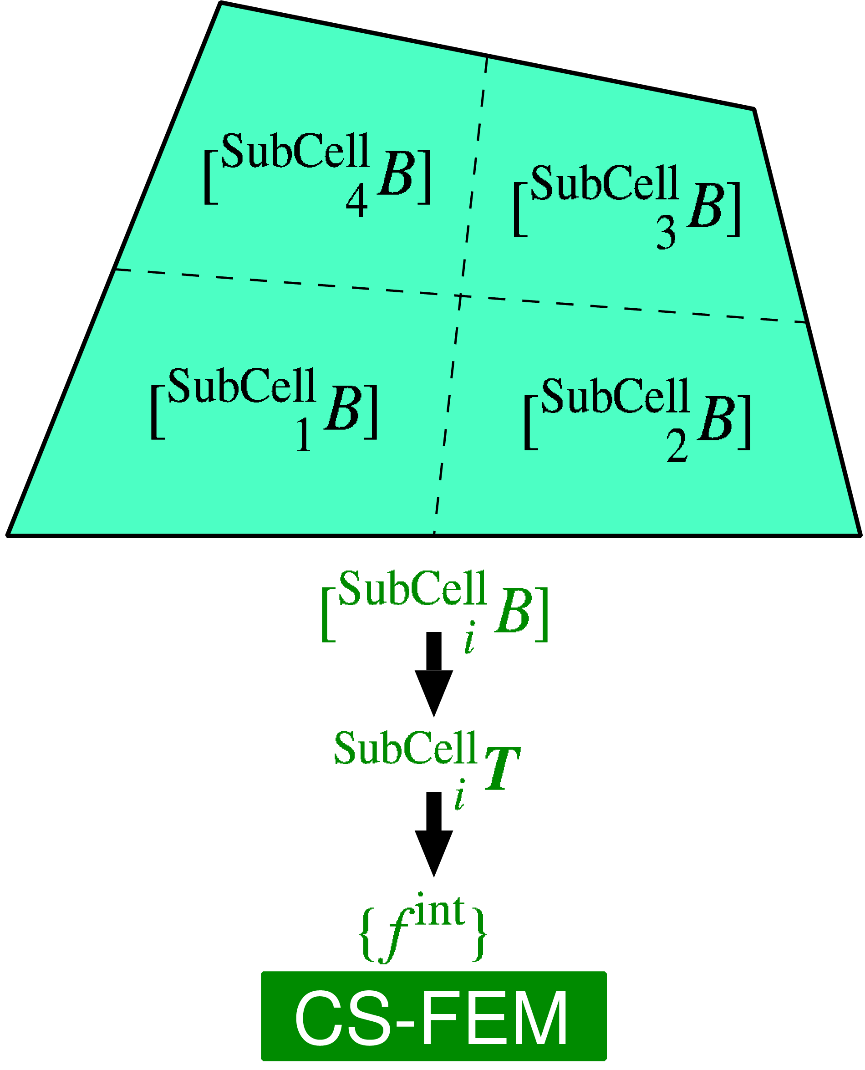 [SubCell 4 B]
[SubCell 3 B]
[SubCell 1 B]
[SubCell 2 B]
[SubCell i B]
SubCell i T
{f int}
CS-FEM